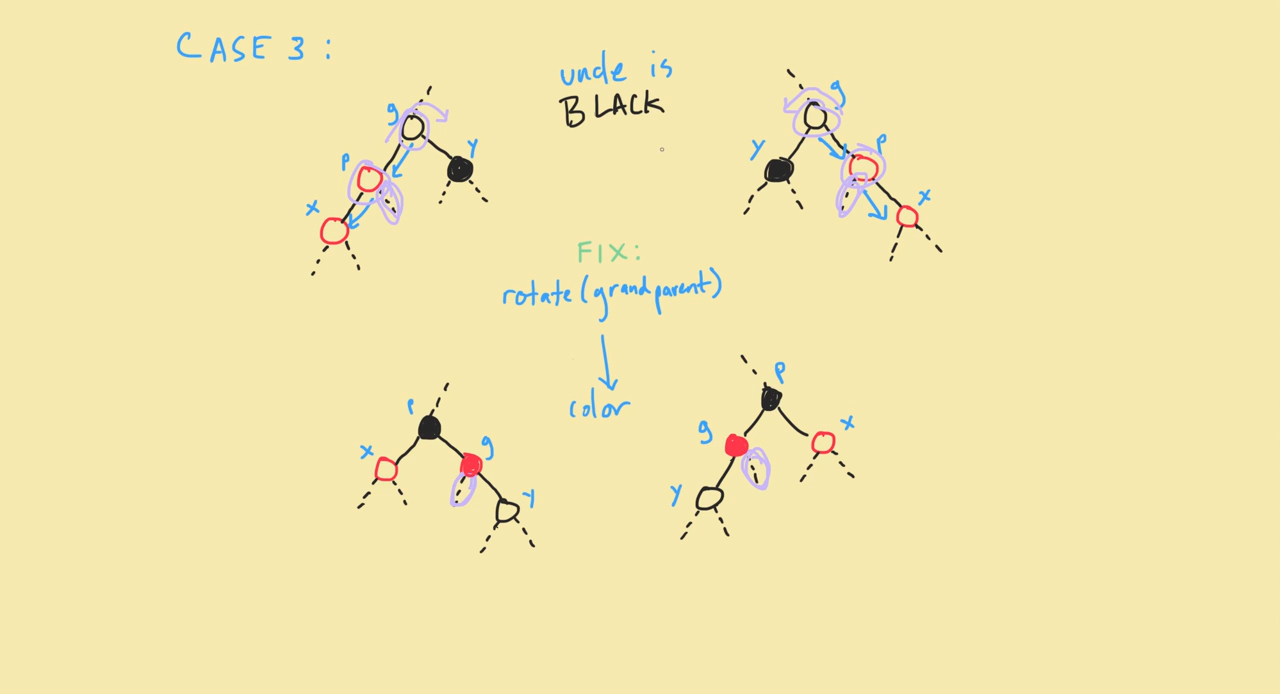 CASE 3:
uncle is
BLACK
g
P
Y
X
g
Y
P
X
FIX:
rotate(grandparent)
color
P
X
g
Y
P
g
X
Y